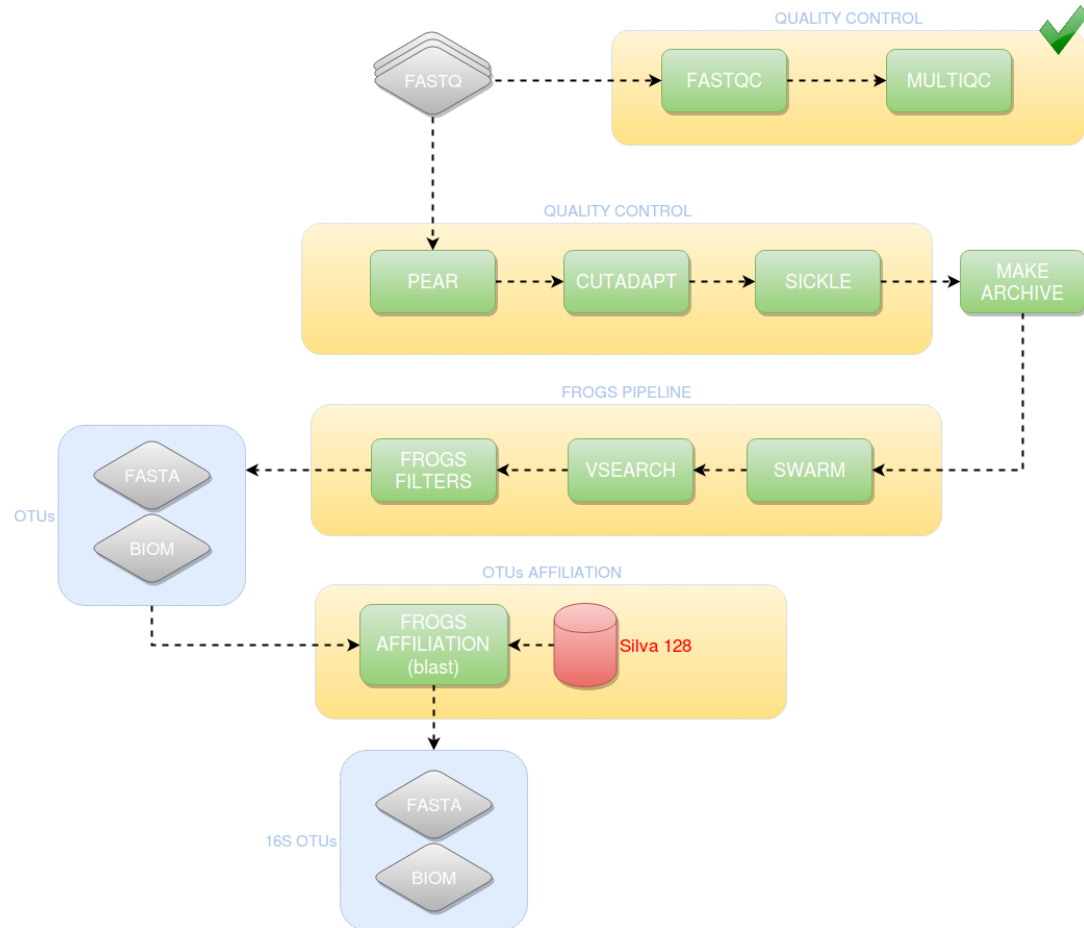 QUALITY CONTROL
FASTQ
FASTQC
MULTIQC
QUALITY CONTROL
PEAR
CUTADAPT
SICKLE
MAKE
ARCHIVE
FROGS PIPELINE
FROGS
FILTERS
VSEARCH
SWARM
FASTA
BIOM
OTUs
OTUs AFFILIATION
FROGS
AFFILIATION
(blast)
Silva 128
FASTA
16S OTUs
BIOM